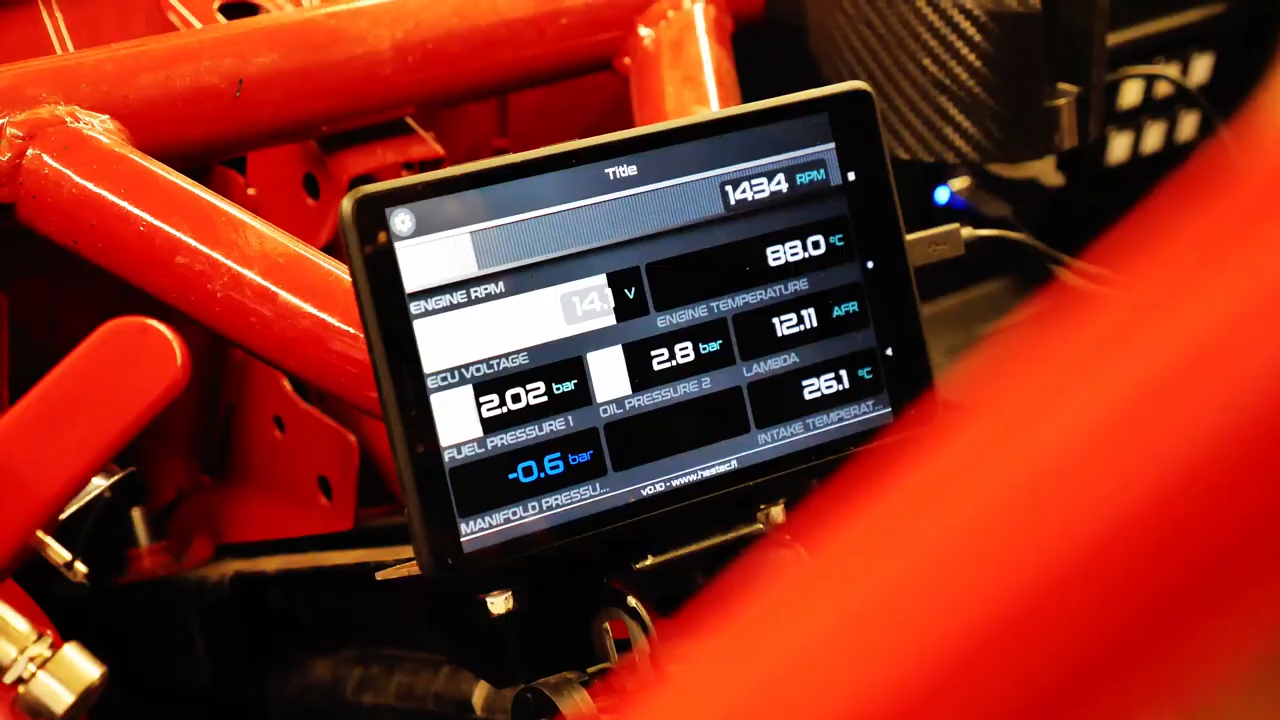 Title
1434 RPM
ENGINE RPM
14.1 V
ECU VOLTAGE
88.0 °C
ENGINE TEMPERATURE
2.02 bar
FUEL PRESSURE 1
2.8 bar
OIL PRESSURE 2
12.11 AFR
LAMBDA
-0.6 bar
MANIFOLD PRESSU...
26.1 °C
INTAKE TEMPERAT...
v0.10 - www.hestec.fi